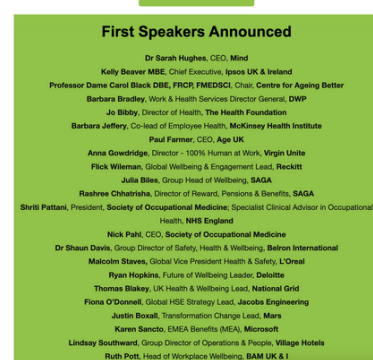 First Speakers Announced
Dr Sarah Hughes, CEO, Mind
Kelly Beaver MBE, Chief Executive, Ipsos UK & Ireland
Professor Dame Carol Black DBE, FRCP, FMEDSCI, Chair, Centre for Ageing Better
Barbara Bradley, Work & Health Services Director General, DWP
Jo Bibby, Director of Health, The Health Foundation
Barbara Jeffery, Co-lead of Employee Health, McKinsey Health Institute
Paul Farmer, CEO, Age UK
Anna Gowdridge, Director - 100% Human at Work, Virgin Unite
Flick Wileman, Global Wellbeing & Engagement Lead, Reckitt
Julia Biles, Group Head of Wellbeing, SAGA
Rashree Chhatrisha, Director of Reward, Pensions & Benefits, SAGA
Shriti Pattani, President, Society of Occupational Medicine; Specialist Clinical Advisor in Occupational
Health, NHS England
Nick Pahl, CEO, Society of Occupational Medicine
Dr Shaun Davis, Group Director of Safety, Health & Wellbeing, Belron International
Malcolm Staves, Global Vice President Health & Safety, L'Oreal
Ryan Hopkins, Future of Wellbeing Leader, Deloitte
Thomas Blakey, UK Health & Wellbeing Lead, National Grid
Fiona O'Donnell, Global HSE Strategy Lead, Jacobs Engineering
Justin Boxall, Transformation Change Lead, Mars
Karen Sancto, EMEA Benefits (MEA), Microsoft
Lindsay Southward, Group Director of Operations & People, Village Hotels
Ruth Pott, Head of Workplace Wellbeing, BAM UK & I